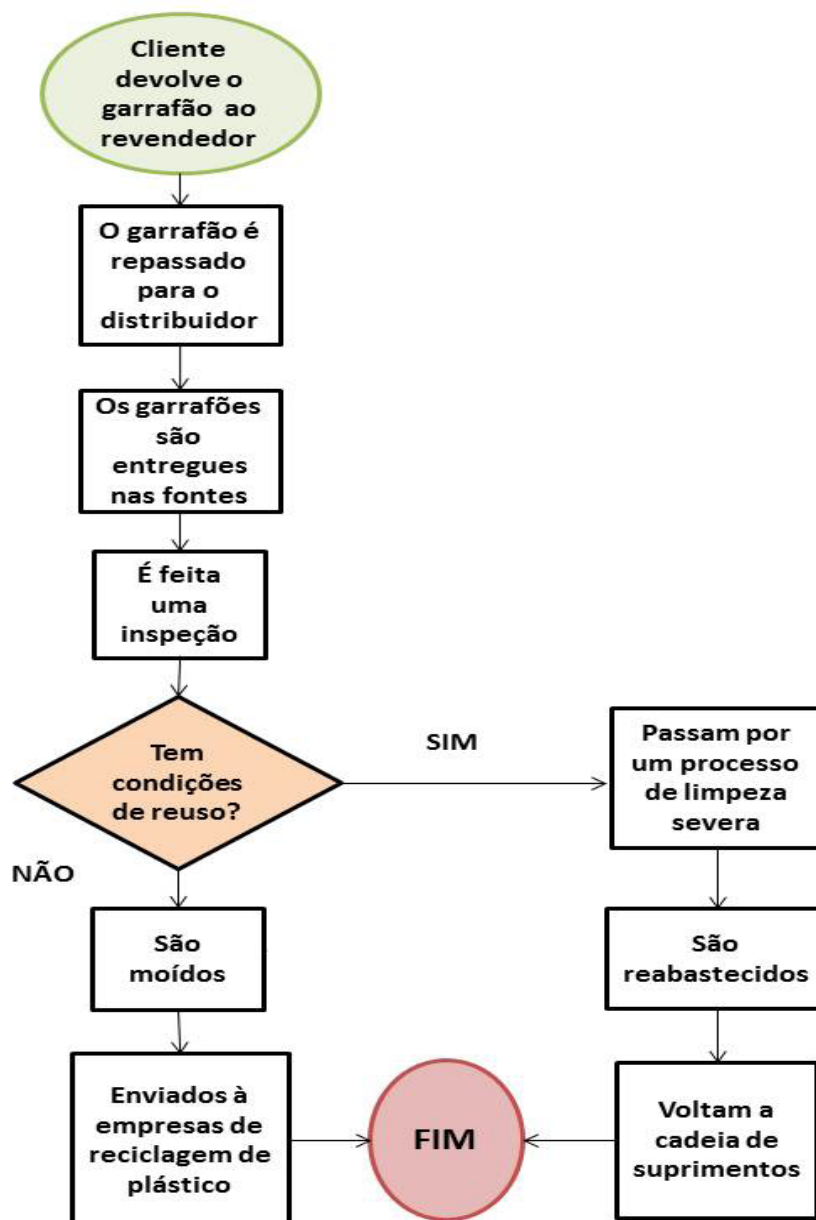 Cliente
devolve o
garrafão ao
revendedor
O garrafão é
repassado
para o
distribuidor
Os garrafões
são
entregues
nas fontes
É feita
uma
inspeção
Tem
condições
de reuso?
SIM
Passam por
um processo
de limpeza
severa
NÃO
São
moídos
São
reabastecidos
Enviados à
empresas de
reciclagem de
plástico
FIM
Voltam a
cadeia de
suprimentos